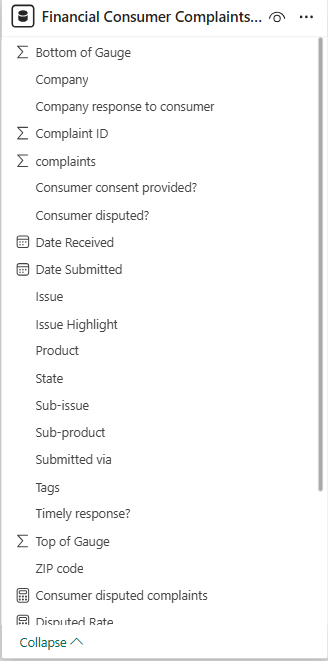 Financial Consumer Complaints...
Bottom of Gauge
Company
Company response to consumer
Complaint ID
complaints
Consumer consent provided?
Consumer disputed?
Date Received
Date Submitted
Issue
Issue Highlight
Product
State
Sub-issue
Sub-product
Submitted via
Tags
Timely response?
Top of Gauge
ZIP code
Consumer disputed complaints
Disputed Rate
Collapse